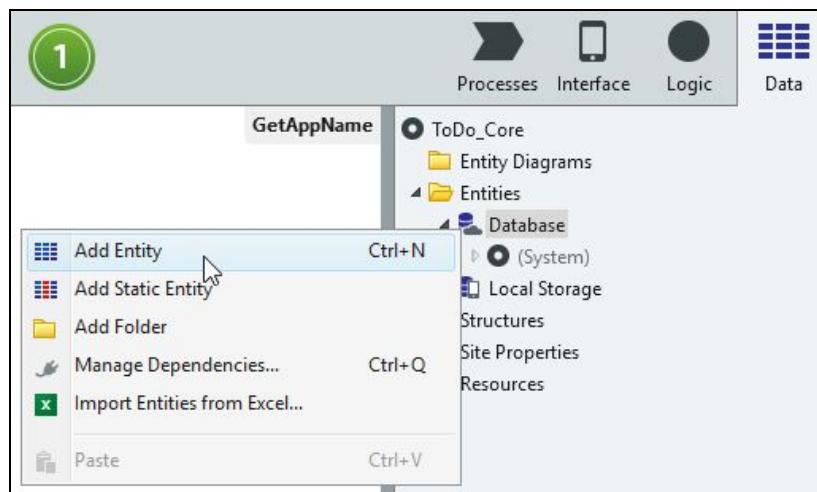 1
Processes Interface Logic Data
GetAppName
ToDo_Core
Entity Diagrams
Entities
Database
(System)
Local Storage
Structures
Site Properties
Resources
Add Entity Ctrl+N
Add Static Entity
Add Folder
Manage Dependencies... Ctrl+Q
Import Entities from Excel...
Paste Ctrl+V